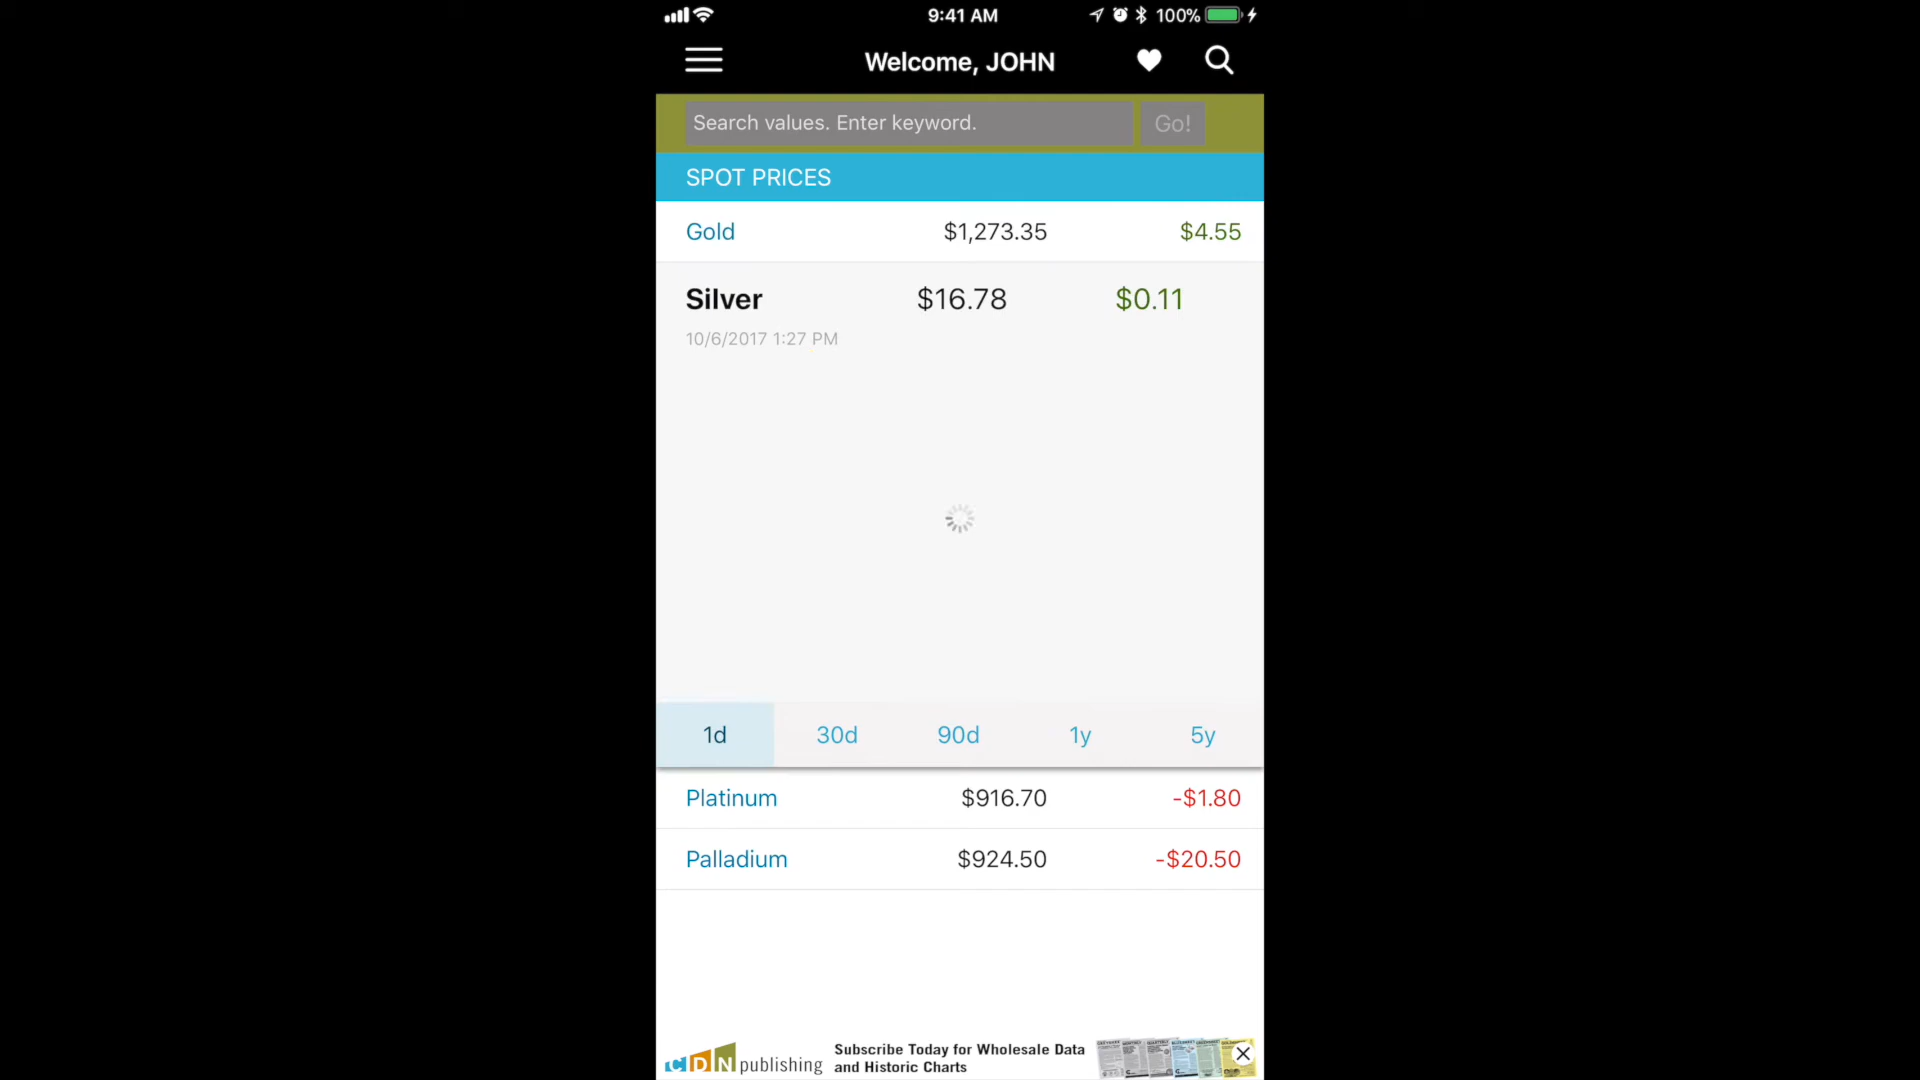 9:41 AM 100%
Welcome, JOHN
Search values. Enter keyword. Go!
SPOT PRICES
Gold $1,273.35 $4.55
Silver $16.78 $0.11
10/6/2017 1:27 PM
1d 30d 90d 1y 5y
Platinum $916.70 -$1.80
Palladium $924.50 -$20.50
CDN publishing
Subscribe Today for Wholesale Data
and Historic Charts